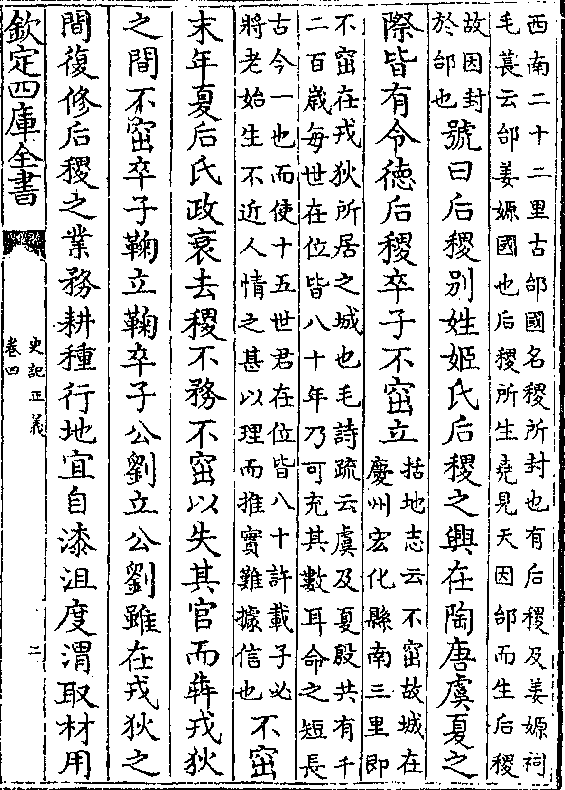 西南二十二里古邰國名稷所封也有后稷及姜嫄祠
毛萇云邰姜嫄國也后稷所生堯見天因邰而生后稷
故因封
於邰也
號曰后稷别姓姬氏后稷之興在陶唐虞夏之
際皆有令德后稷卒子不窋立
括地志云不窋故城在
慶州宏化縣南三里即
不窋在戎狄所居之城也毛詩疏云虞及夏殷共有千
二百歳每世在位皆八十年乃可充其數耳命之短長
古今一也而使十五世君在位皆八十許載子必
將老始生不近人情之甚以理而推實難據信也
不窋
末年夏后氏政衰去稷不務不窋以失其官而犇戎狄
之間不窋卒子鞠立鞠卒子公劉立公劉雖在戎狄之
間復修后稷之業務耕種行地宜自漆沮度渭取材用
欽定四庫全書
史記正義
卷四
二